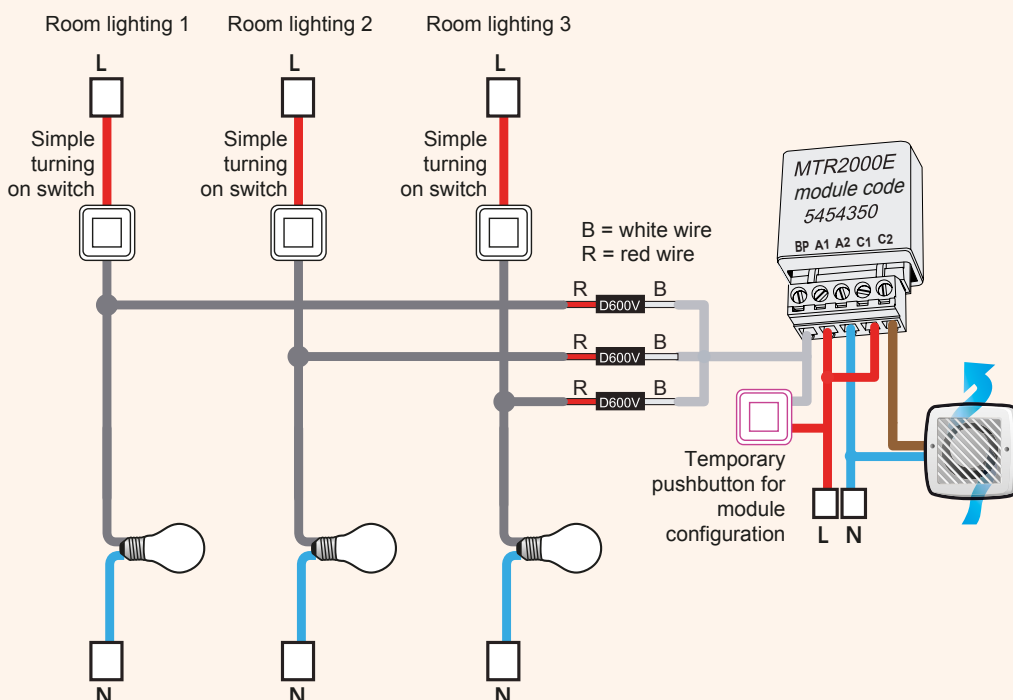 Room lighting 1
Room lighting 2
Room lighting 3
L
L
L
Simple
turning
on switch
Simple
turning
on switch
Simple
turning
on switch
MTR2000E
module code
5454350
BP A1 A2 C1 C2
B = white wire
R = red wire
R D600V B
R D600V B
R D600V B
Temporary
pushbutton for
module
configuration
L N
N
N
N